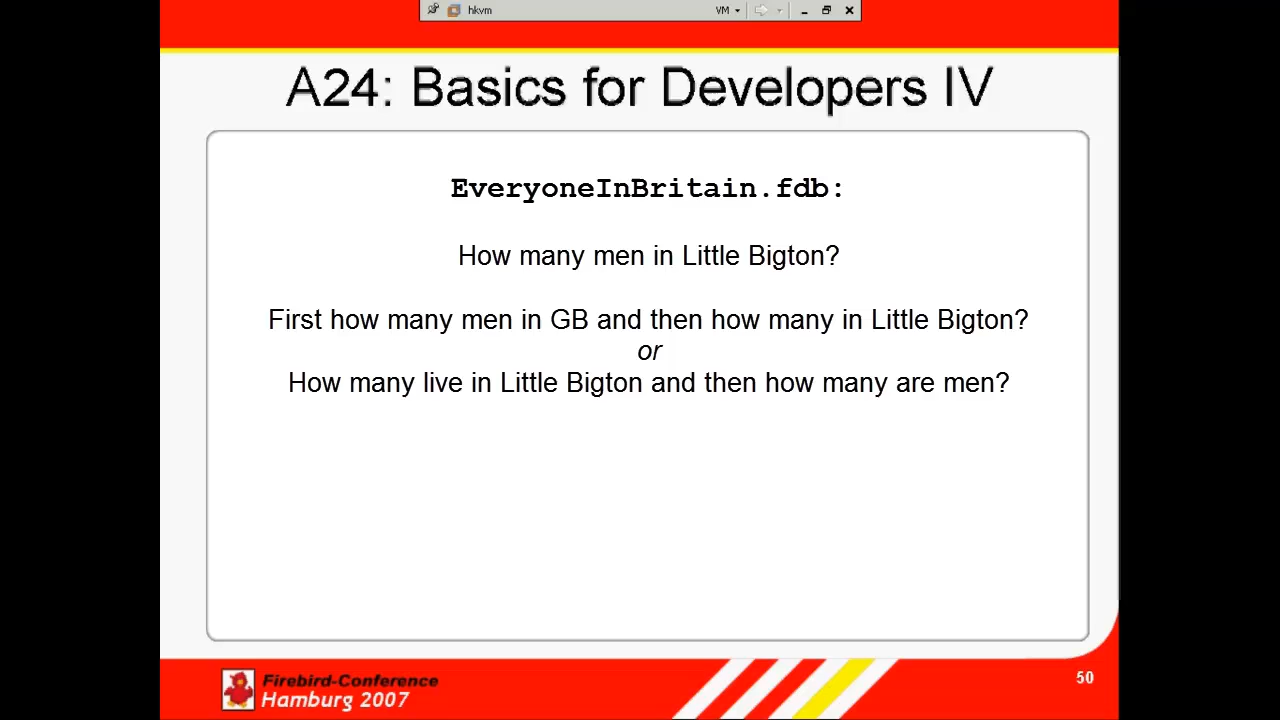 hkvm
VM
A24: Basics for Developers IV
EveryoneInBritain.fdb:
How many men in Little Bigton?
First how many men in GB and then how many in Little Bigton?
or
How many live in Little Bigton and then how many are men?
Firebird-Conference
Hamburg 2007
50